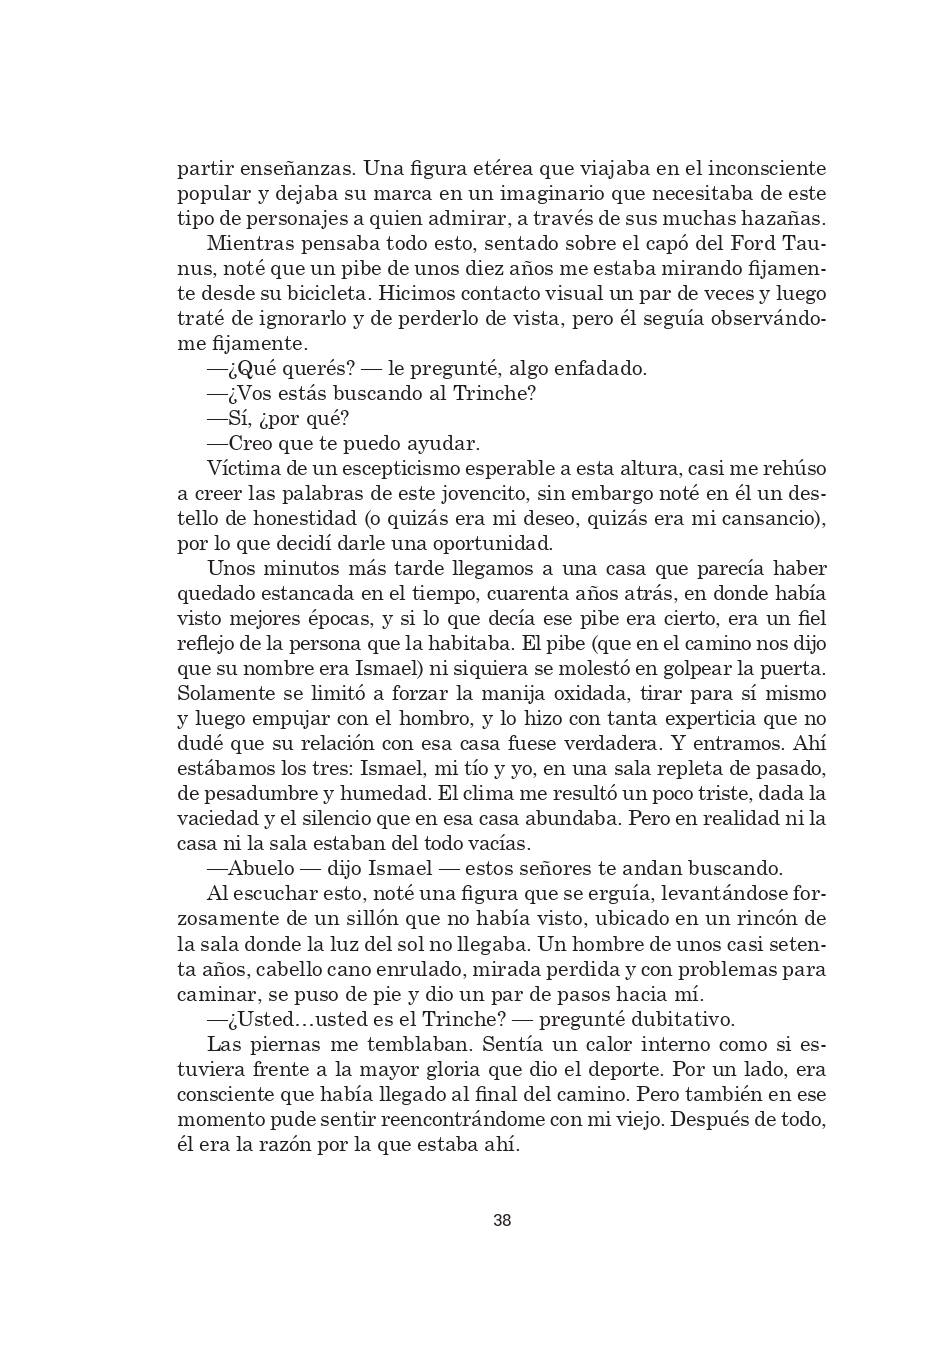 partir enseñanzas. Una figura etérea que viajaba en el inconsciente
popular y dejaba su marca en un imaginario que necesitaba de este
tipo de personajes a quien admirar, a través de sus muchas hazañas.
Mientras pensaba todo esto, sentado sobre el capó del Ford Tau-
nus, noté que un pibe de unos diez años me estaba mirando fijamen-
te desde su bicicleta. Hicimos contacto visual un par de veces y luego
traté de ignorarlo y de perderlo de vista, pero él seguía observándo-
me fijamente.
—¿Qué querés? — le pregunté, algo enfadado.
—¿Vos estás buscando al Trinche?
—Sí, ¿por qué?
—Creo que te puedo ayudar.
Víctima de un escepticismo esperable a esta altura, casi me rehúso
a creer las palabras de este jovencito, sin embargo noté en él un des-
tello de honestidad (o quizás era mi deseo, quizás era mi cansancio),
por lo que decidí darle una oportunidad.
Unos minutos más tarde llegamos a una casa que parecía haber
quedado estancada en el tiempo, cuarenta años atrás, en donde había
visto mejores épocas, y si lo que decía ese pibe era cierto, era un fiel
reflejo de la persona que la habitaba. El pibe (que en el camino nos dijo
que su nombre era Ismael) ni siquiera se molestó en golpear la puerta.
Solamente se limitó a forzar la manija oxidada, tirar para sí mismo
y luego empujar con el hombro, y lo hizo con tanta experticia que no
dudé que su relación con esa casa fuese verdadera. Y entramos. Ahí
estábamos los tres: Ismael, mi tío y yo, en una sala repleta de pasado,
de pesadumbre y humedad. El clima me resultó un poco triste, dada la
vaciedad y el silencio que en esa casa abundaba. Pero en realidad ni la
casa ni la sala estaban del todo vacías.
—Abuelo — dijo Ismael — estos señores te andan buscando.
Al escuchar esto, noté una figura que se erguía, levantándose for-
zosamente de un sillón que no había visto, ubicado en un rincón de
la sala donde la luz del sol no llegaba. Un hombre de unos casi seten-
ta años, cabello cano enrulado, mirada perdida y con problemas para
caminar, se puso de pie y dio un par de pasos hacia mí.
—¿Usted…usted es el Trinche? — pregunté dubitativo.
Las piernas me temblaban. Sentía un calor interno como si es-
tuviera frente a la mayor gloria que dio el deporte. Por un lado, era
consciente que había llegado al final del camino. Pero también en ese
momento pude sentir reencontrándome con mi viejo. Después de todo,
él era la razón por la que estaba ahí.
38